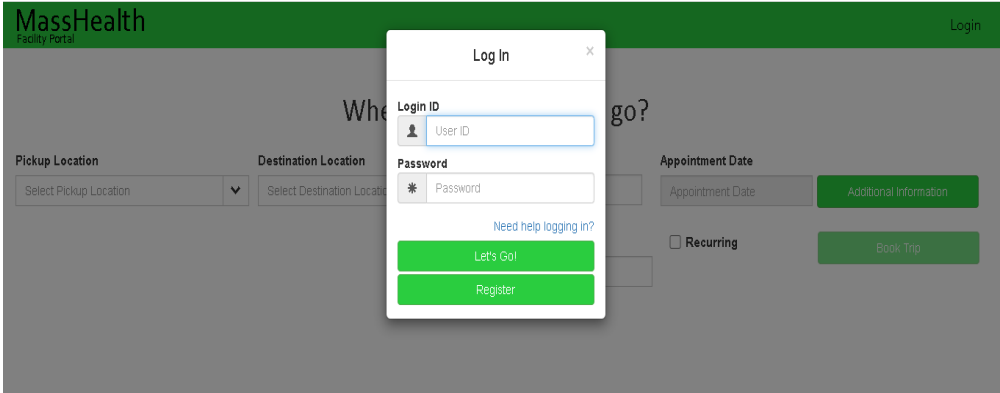 MassHealth
Facility Portal
Login
Log In
×
Whe
go?
Login ID
User ID
Password
Password
Need help logging in?
Let's Go!
Register
Pickup Location
Select Pickup Location
Destination Location
Select Destination Locatio
Appointment Date
Appointment Date
Additional Information
Recurring
Book Trip